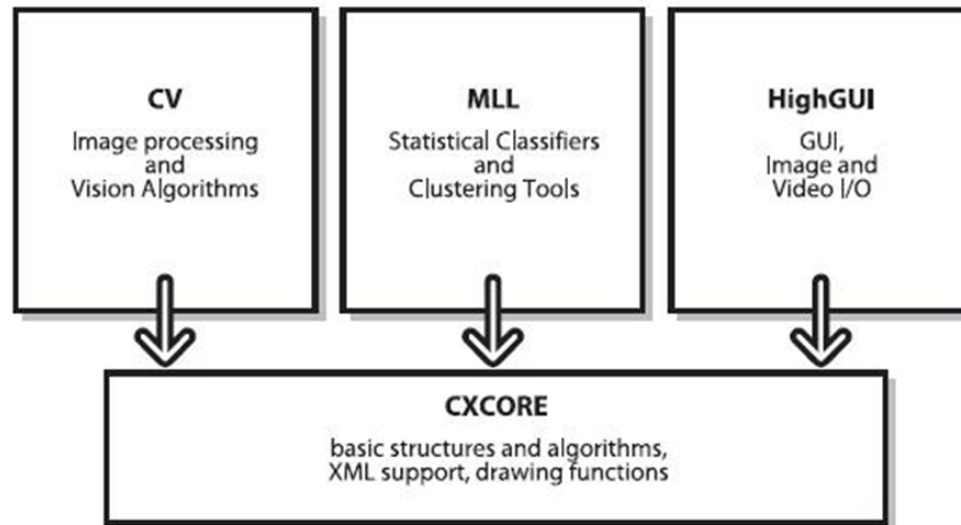 CV
Image processing
and
Vision Algorithms
MLL
Statistical Classifiers
and
Clustering Tools
HighGUI
GUI,
Image and
Video I/O
CXCORE
basic structures and algorithms,
XML support, drawing functions